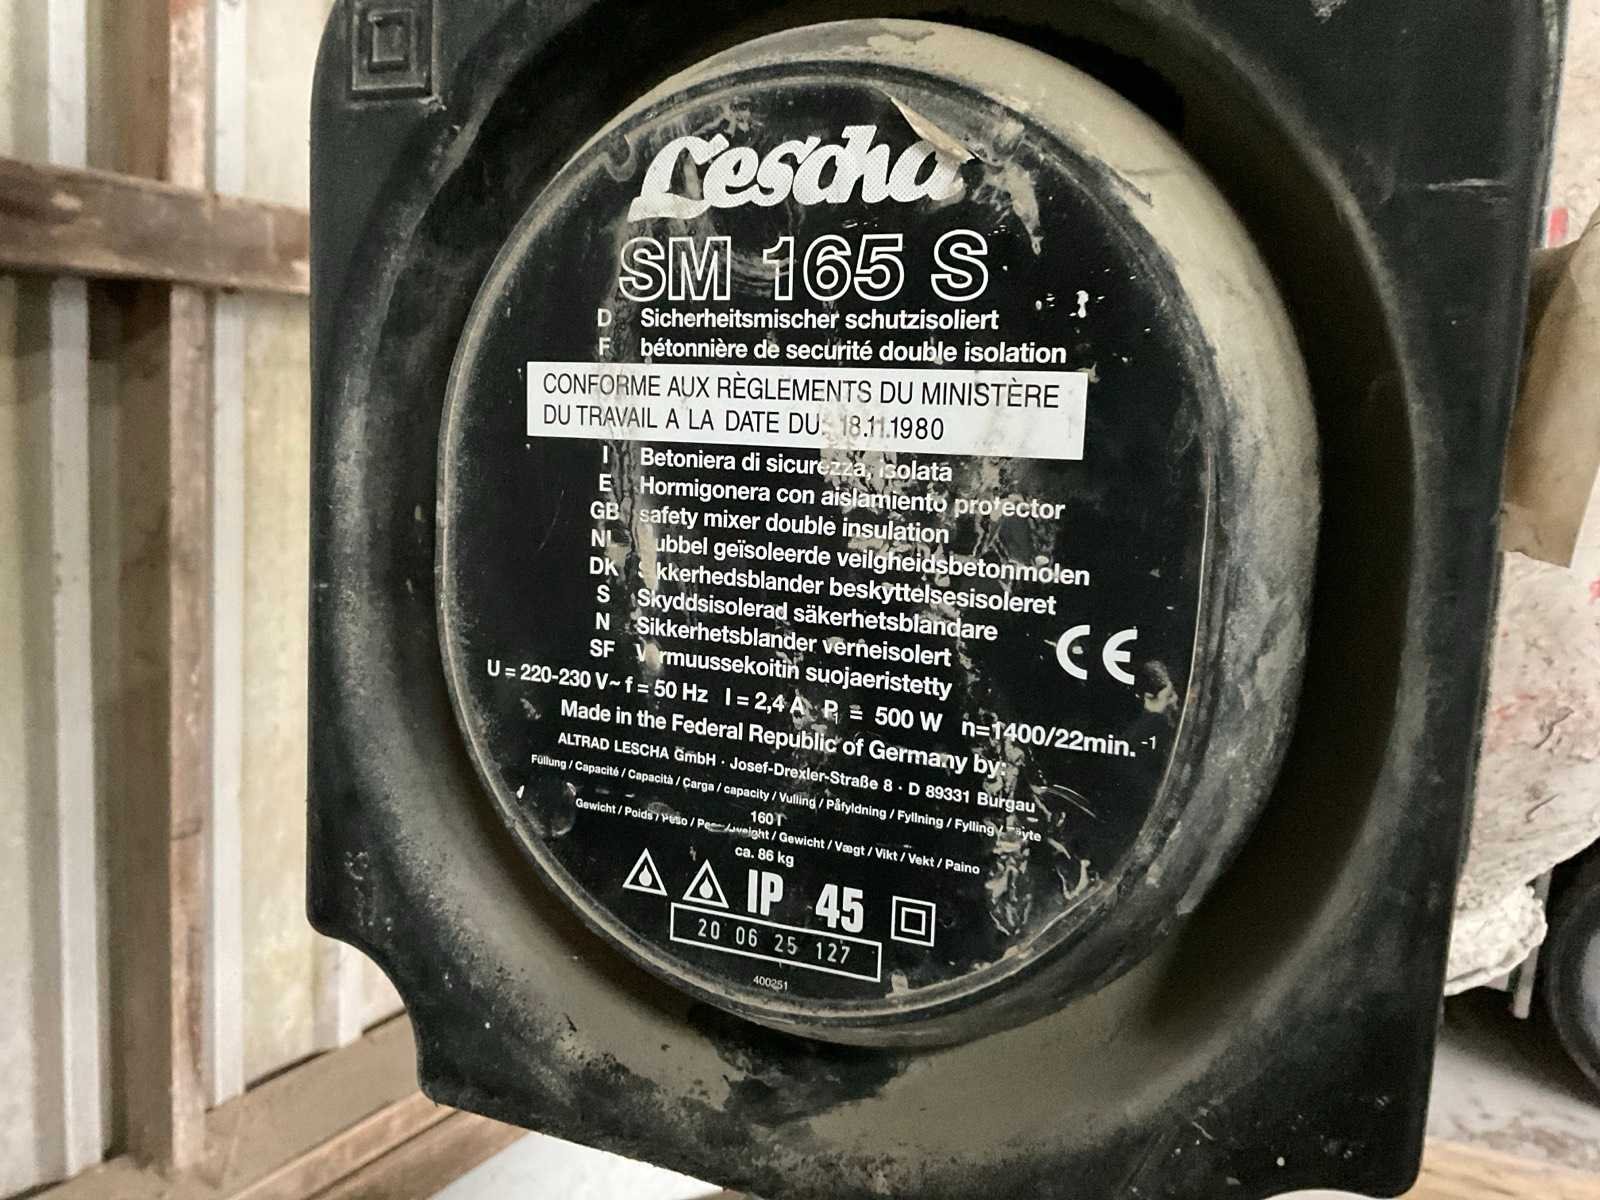 Lescha
SM 165 S
D Sicherheitsmischer schutzisoliert
F bétonnière de securité double isolation
CONFORME AUX RÈGLEMENTS DU MINISTÈRE
DU TRAVAIL A LA DATE DU: 18.11.1980
I Betoniera di sicurezza, isolata
E Hormigonera con aislamiento protector
GB safety mixer double insulation
NL geïsoleerde veilgheidsbetonmolen
DK Sikkerhedsblander beskyttelsesisoleret
S Skyddsisolerad säkerhetsblandare
N Sikkerhetsblander verneisolert
SF suojaeristetty
CE
U = 220-230 V~ f = 50 Hz I = 2,4 A P1 = 500 W n=1400/22min.-1
Made in the Federal Republic of Germany by:
ALTRAD LESCHA GmbH · Josef-Drexler-Straße 8 · D 89331 Burgau
Füllung / Capacité / Capacità / Carga / capacity / Vulling / Påfyldning / Fyllning / Fylling /
160 l
Gewicht / Poids / Peso / Peso / weight / Gewicht / Vægt / Vikt / Vekt / Paino
ca. 86 kg
IP 45
20 06 25 127
400251